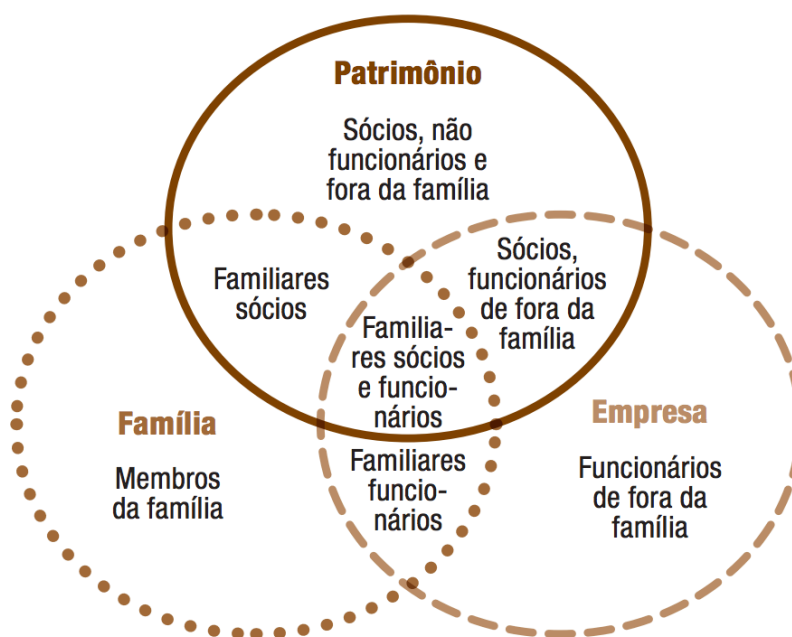 Patrimônio
Sócios, não
funcionários e
fora da família
Familiares
sócios
Sócios,
funcionários
de fora da
família
Familia-
res sócios
e funcio-
nários
Família
Membros
da família
Familiares
funcio-
nários
Empresa
Funcionários
de fora da
família